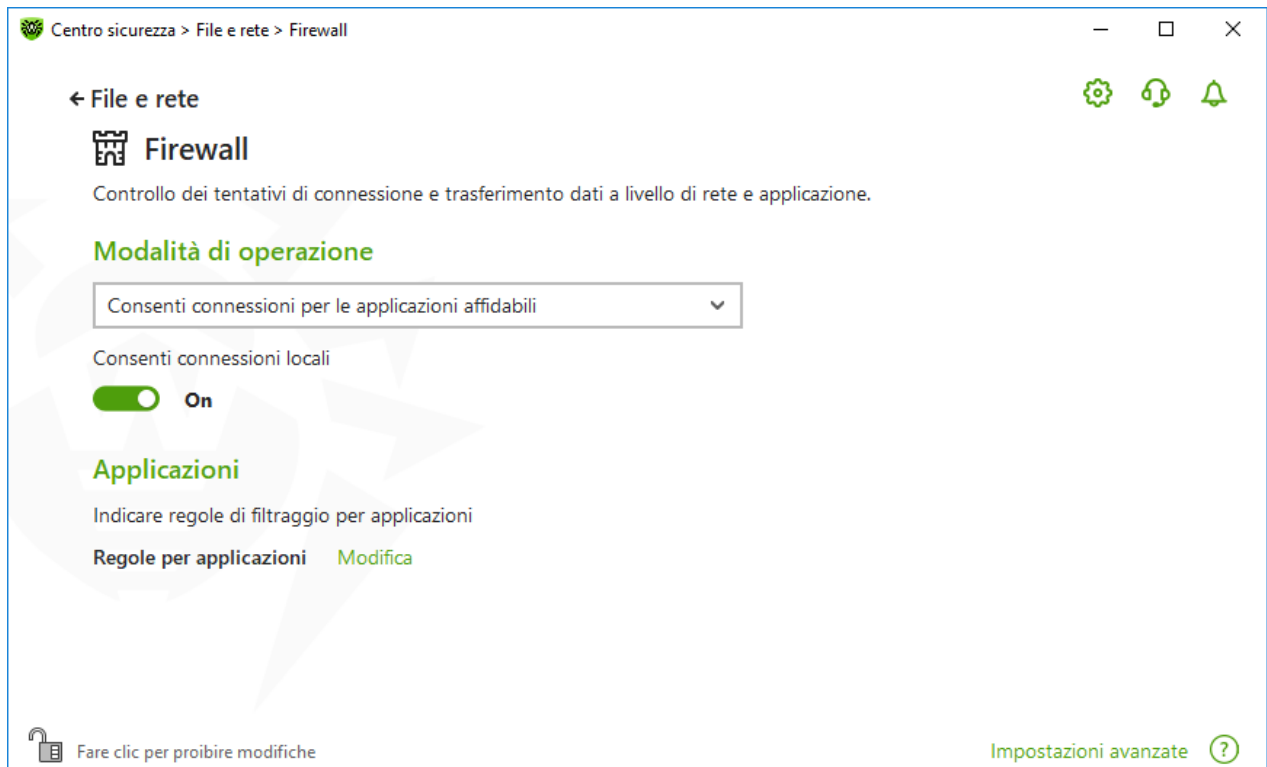 Centro sicurezza > File e rete > Firewall
File e rete
Firewall
Controllo dei tentativi di connessione e trasferimento dati a livello di rete e applicazione.
Modalità di operazione
Consenti connessioni per le applicazioni affidabili
Consenti connessioni locali
On
Applicazioni
Indicare regole di filtraggio per applicazioni
Regole per applicazioni Modifica
Fare clic per proibire modifiche
Impostazioni avanzate ?